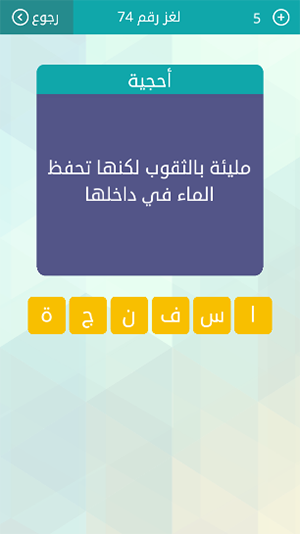 رجوع لغز رقم 74 5
أحجية
مليئة بالثقوب لكنها تحفظ
الماء في داخلها
ا س ف ن ج ة